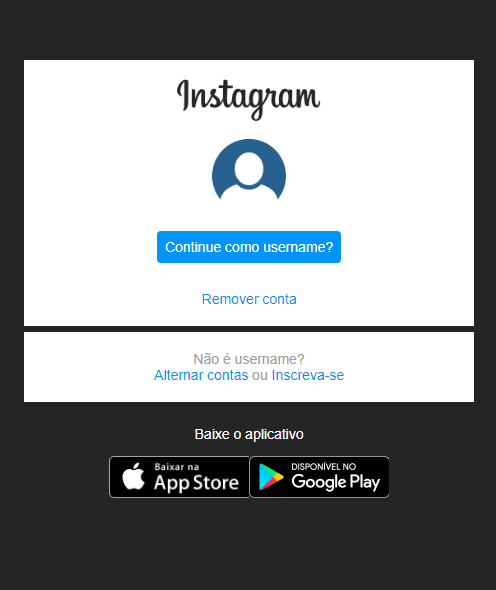 Instagram
Continue como username?
Remover conta
Não é username?
Alternar contas ou Inscreva-se
Baixe o aplicativo
Baixar na
App Store
DISPONÍVEL NO
Google Play